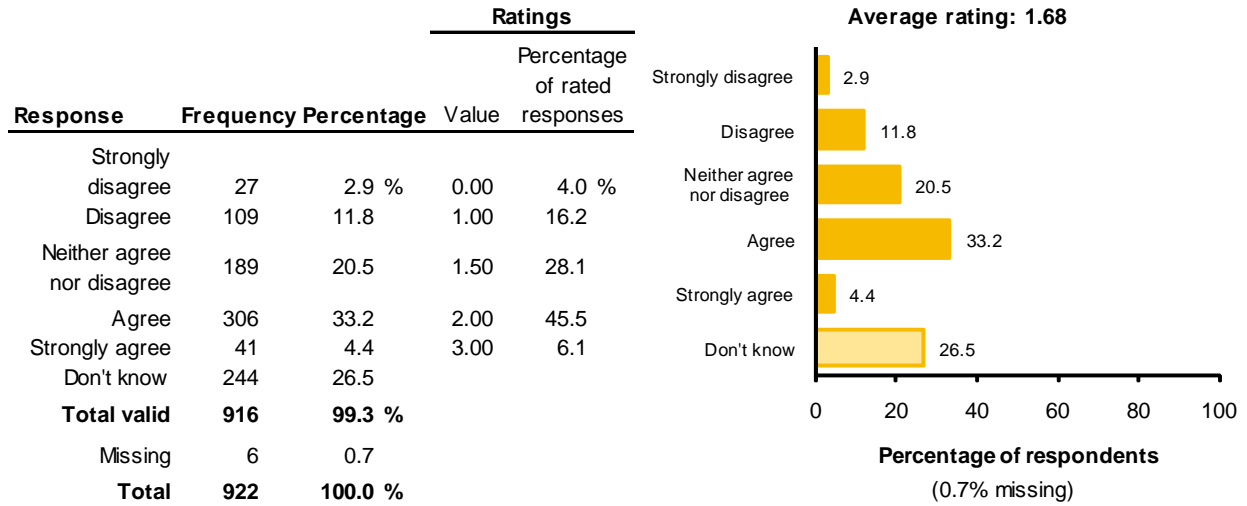 Ratings
Response Frequency Percentage Value Percentage of rated responses
Strongly disagree 27 2.9 % 0.00 4.0 %
Disagree 109 11.8 1.00 16.2
Neither agree nor disagree 189 20.5 1.50 28.1
Agree 306 33.2 2.00 45.5
Strongly agree 41 4.4 3.00 6.1
Don't know 244 26.5
Total valid 916 99.3 %
Missing 6 0.7
Total 922 100.0 %
Average rating: 1.68
Strongly disagree 2.9
Disagree 11.8
Neither agree
nor disagree 20.5
Agree 33.2
Strongly agree 4.4
Don't know 26.5
0 20 40 60 80 100
Percentage of respondents
(0.7% missing)